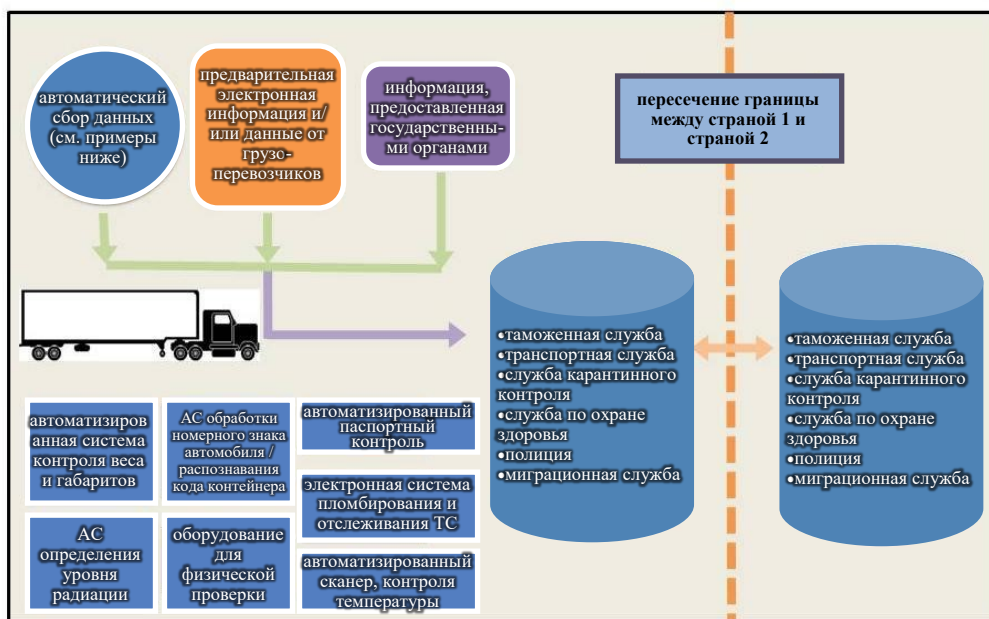 автоматический
сбор данных
(см. примеры
ниже)
предварительная
электронная
информация и/
или данные от
грузо-
перевозчиков
информация,
предоставленная
государственны-
ми органами
пересечение границы
между страной 1 и
страной 2
•таможенная служба
•транспортная служба
•служба карантинного
контроля
•служба по охране
здоровья
•полиция
•миграционная служба
•таможенная служба
•транспортная служба
•служба карантинного
контроля
•служба по охране
здоровья
•полиция
•миграционная служба
автоматизиров
анная система
контроля веса
и габаритов
АС обработки
номерного знака
автомобиля /
распознавания
кода контейнера
автоматизированный
паспортный
контроль
электронная система
пломбирования и
отслеживания ТС
АС
определения
уровня
радиации
оборудование
для
физической
проверки
автоматизированный
сканер, контроля
температуры